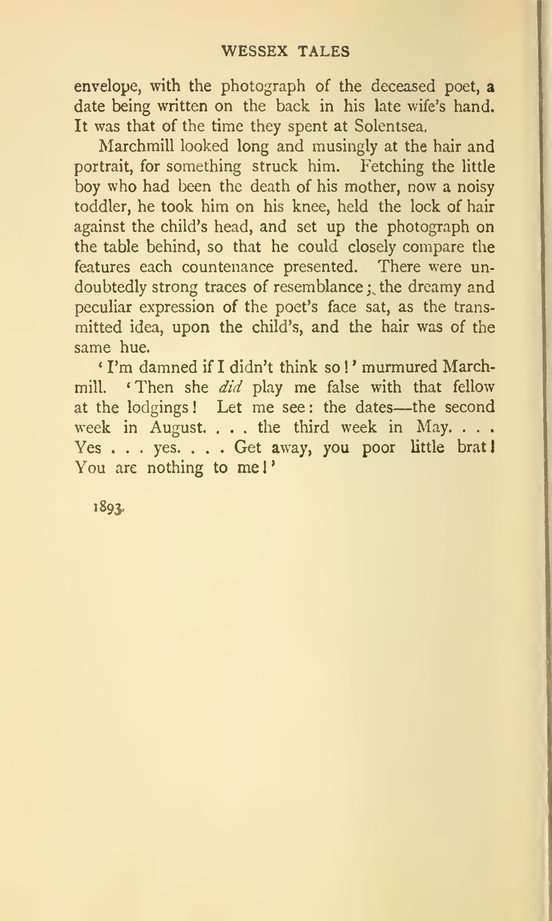 WESSEX TALES
envelope, with the photograph of the deceased poet, a
date being written on the back in his late wife's hand.
It was that of the time they spent at Solentsea.
Marchmill looked long and musingly at the hair and
portrait, for something struck him. Fetching the little
boy who had been the death of his mother, now a noisy
toddler, he took him on his knee, held the lock of hair
against the child's head, and set up the photograph on
the table behind, so that he could closely compare the
features each countenance presented. There were un-
doubtedly strong traces of resemblance; the dreamy and
peculiar expression of the poet's face sat, as the trans-
mitted idea, upon the child's, and the hair was of the
same hue.
‘I'm damned if I didn't think so!’ murmured March-
mill. ‘Then she did play me false with that fellow
at the lodgings! Let me see: the dates—the second
week in August. . . . the third week in May. . . .
Yes . . . yes. . . . Get away, you poor little brat!
You are nothing to me!’
1893.